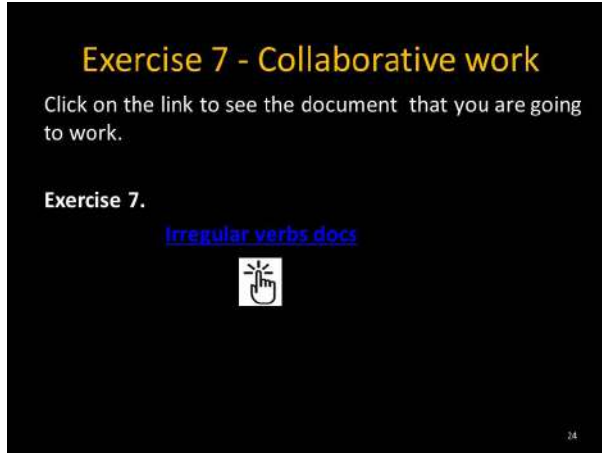 Exercise 7 - Collaborative work
Click on the link to see the document that you are going
to work.
Exercise 7.
Irregular verbs docs
24